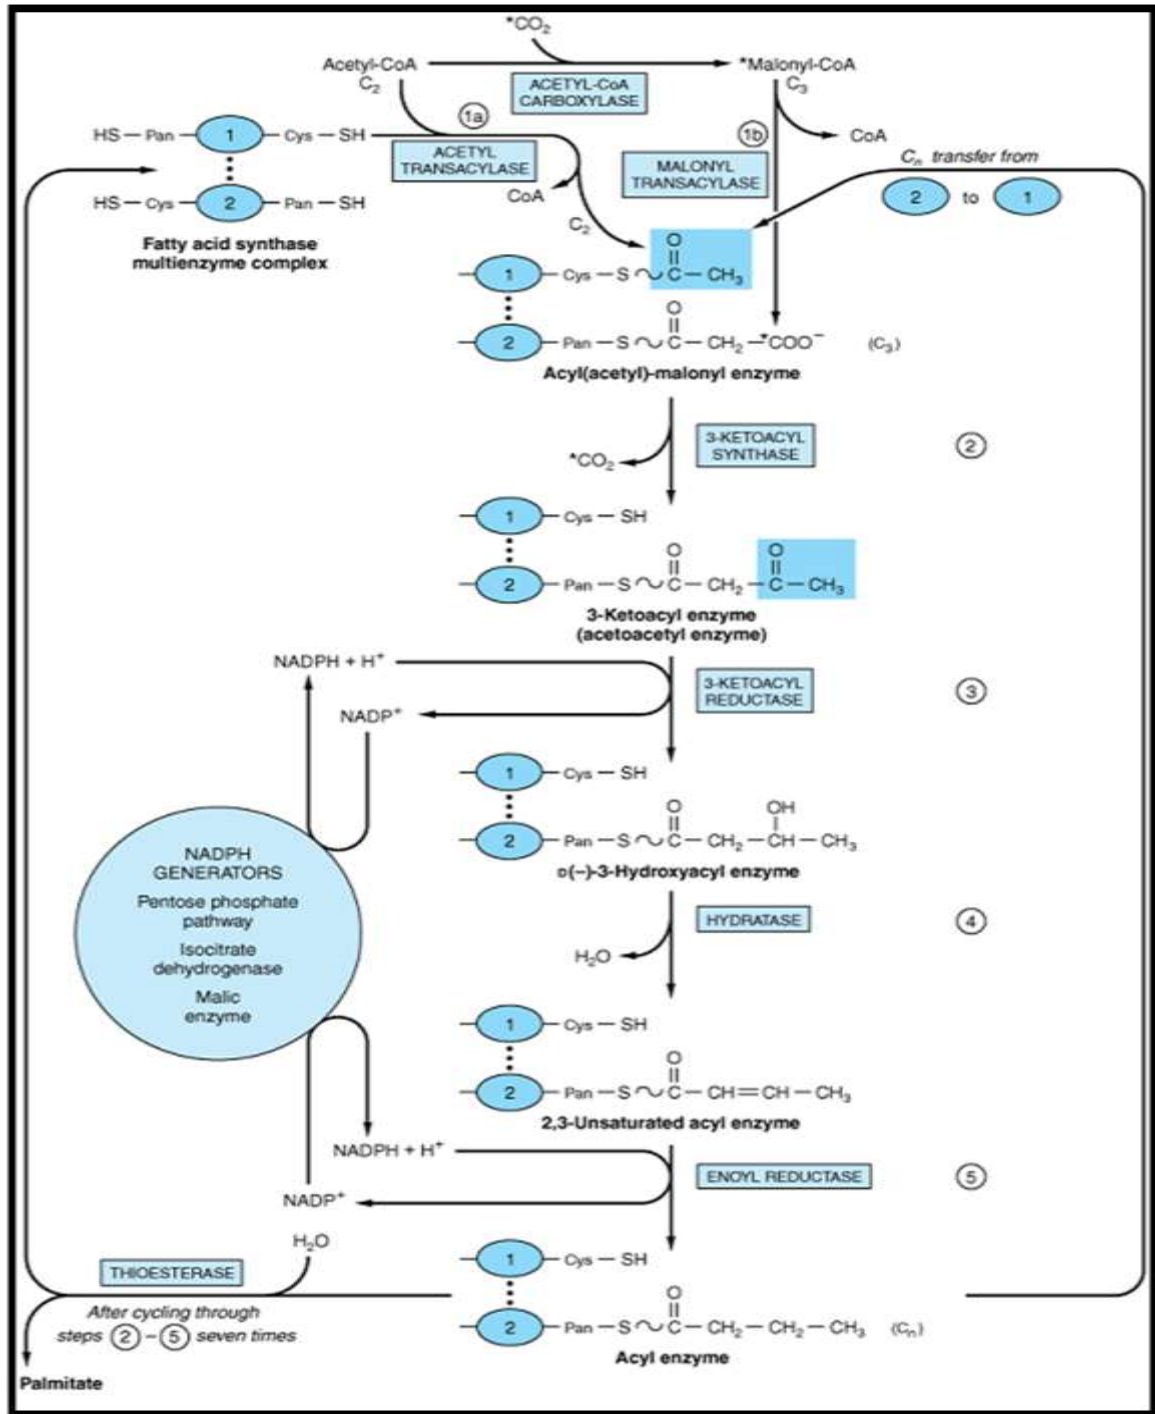 *CO₂
Acetyl-CoA
C₂
ACETYL-CoA
CARBOXYLASE
*Malonyl-CoA
C₃
1a
1b
CoA
HS — Pan — 1 — Cys — SH
ACETYL
TRANSACYLASE
MALONYL
TRANSACYLASE
Cₙ transfer from
2 to 1
CoA
HS — Cys — 2 — Pan — SH
C₂
Fatty acid synthase
multienzyme complex
O
1 — Cys — S ~ C — CH₃
O
2 — Pan — S ~ C — CH₂ — *COO⁻ (C₃)
Acyl(acetyl)-malonyl enzyme
3-KETOACYL
SYNTHASE
2
*CO₂
1 — Cys — SH
O O
2 — Pan — S ~ C — CH₂ — C — CH₃
3-Ketoacyl enzyme
(acetoacetyl enzyme)
NADPH + H⁺
3-KETOACYL
REDUCTASE
3
NADP⁺
1 — Cys — SH
O OH
2 — Pan — S ~ C — CH₂ — CH — CH₃
D(–)-3-Hydroxyacyl enzyme
NADPH
GENERATORS
Pentose phosphate
pathway
Isocitrate
dehydrogenase
Malic
enzyme
HYDRATASE
4
H₂O
1 — Cys — SH
O
2 — Pan — S ~ C — CH = CH — CH₃
2,3-Unsaturated acyl enzyme
NADPH + H⁺
ENOYL REDUCTASE
5
NADP⁺
H₂O
1 — Cys — SH
THIOESTERASE
After cycling through
steps 2 – 5 seven times
O
2 — Pan — S ~ C — CH₂ — CH₂ — CH₃ (Cₙ)
Acyl enzyme
Palmitate